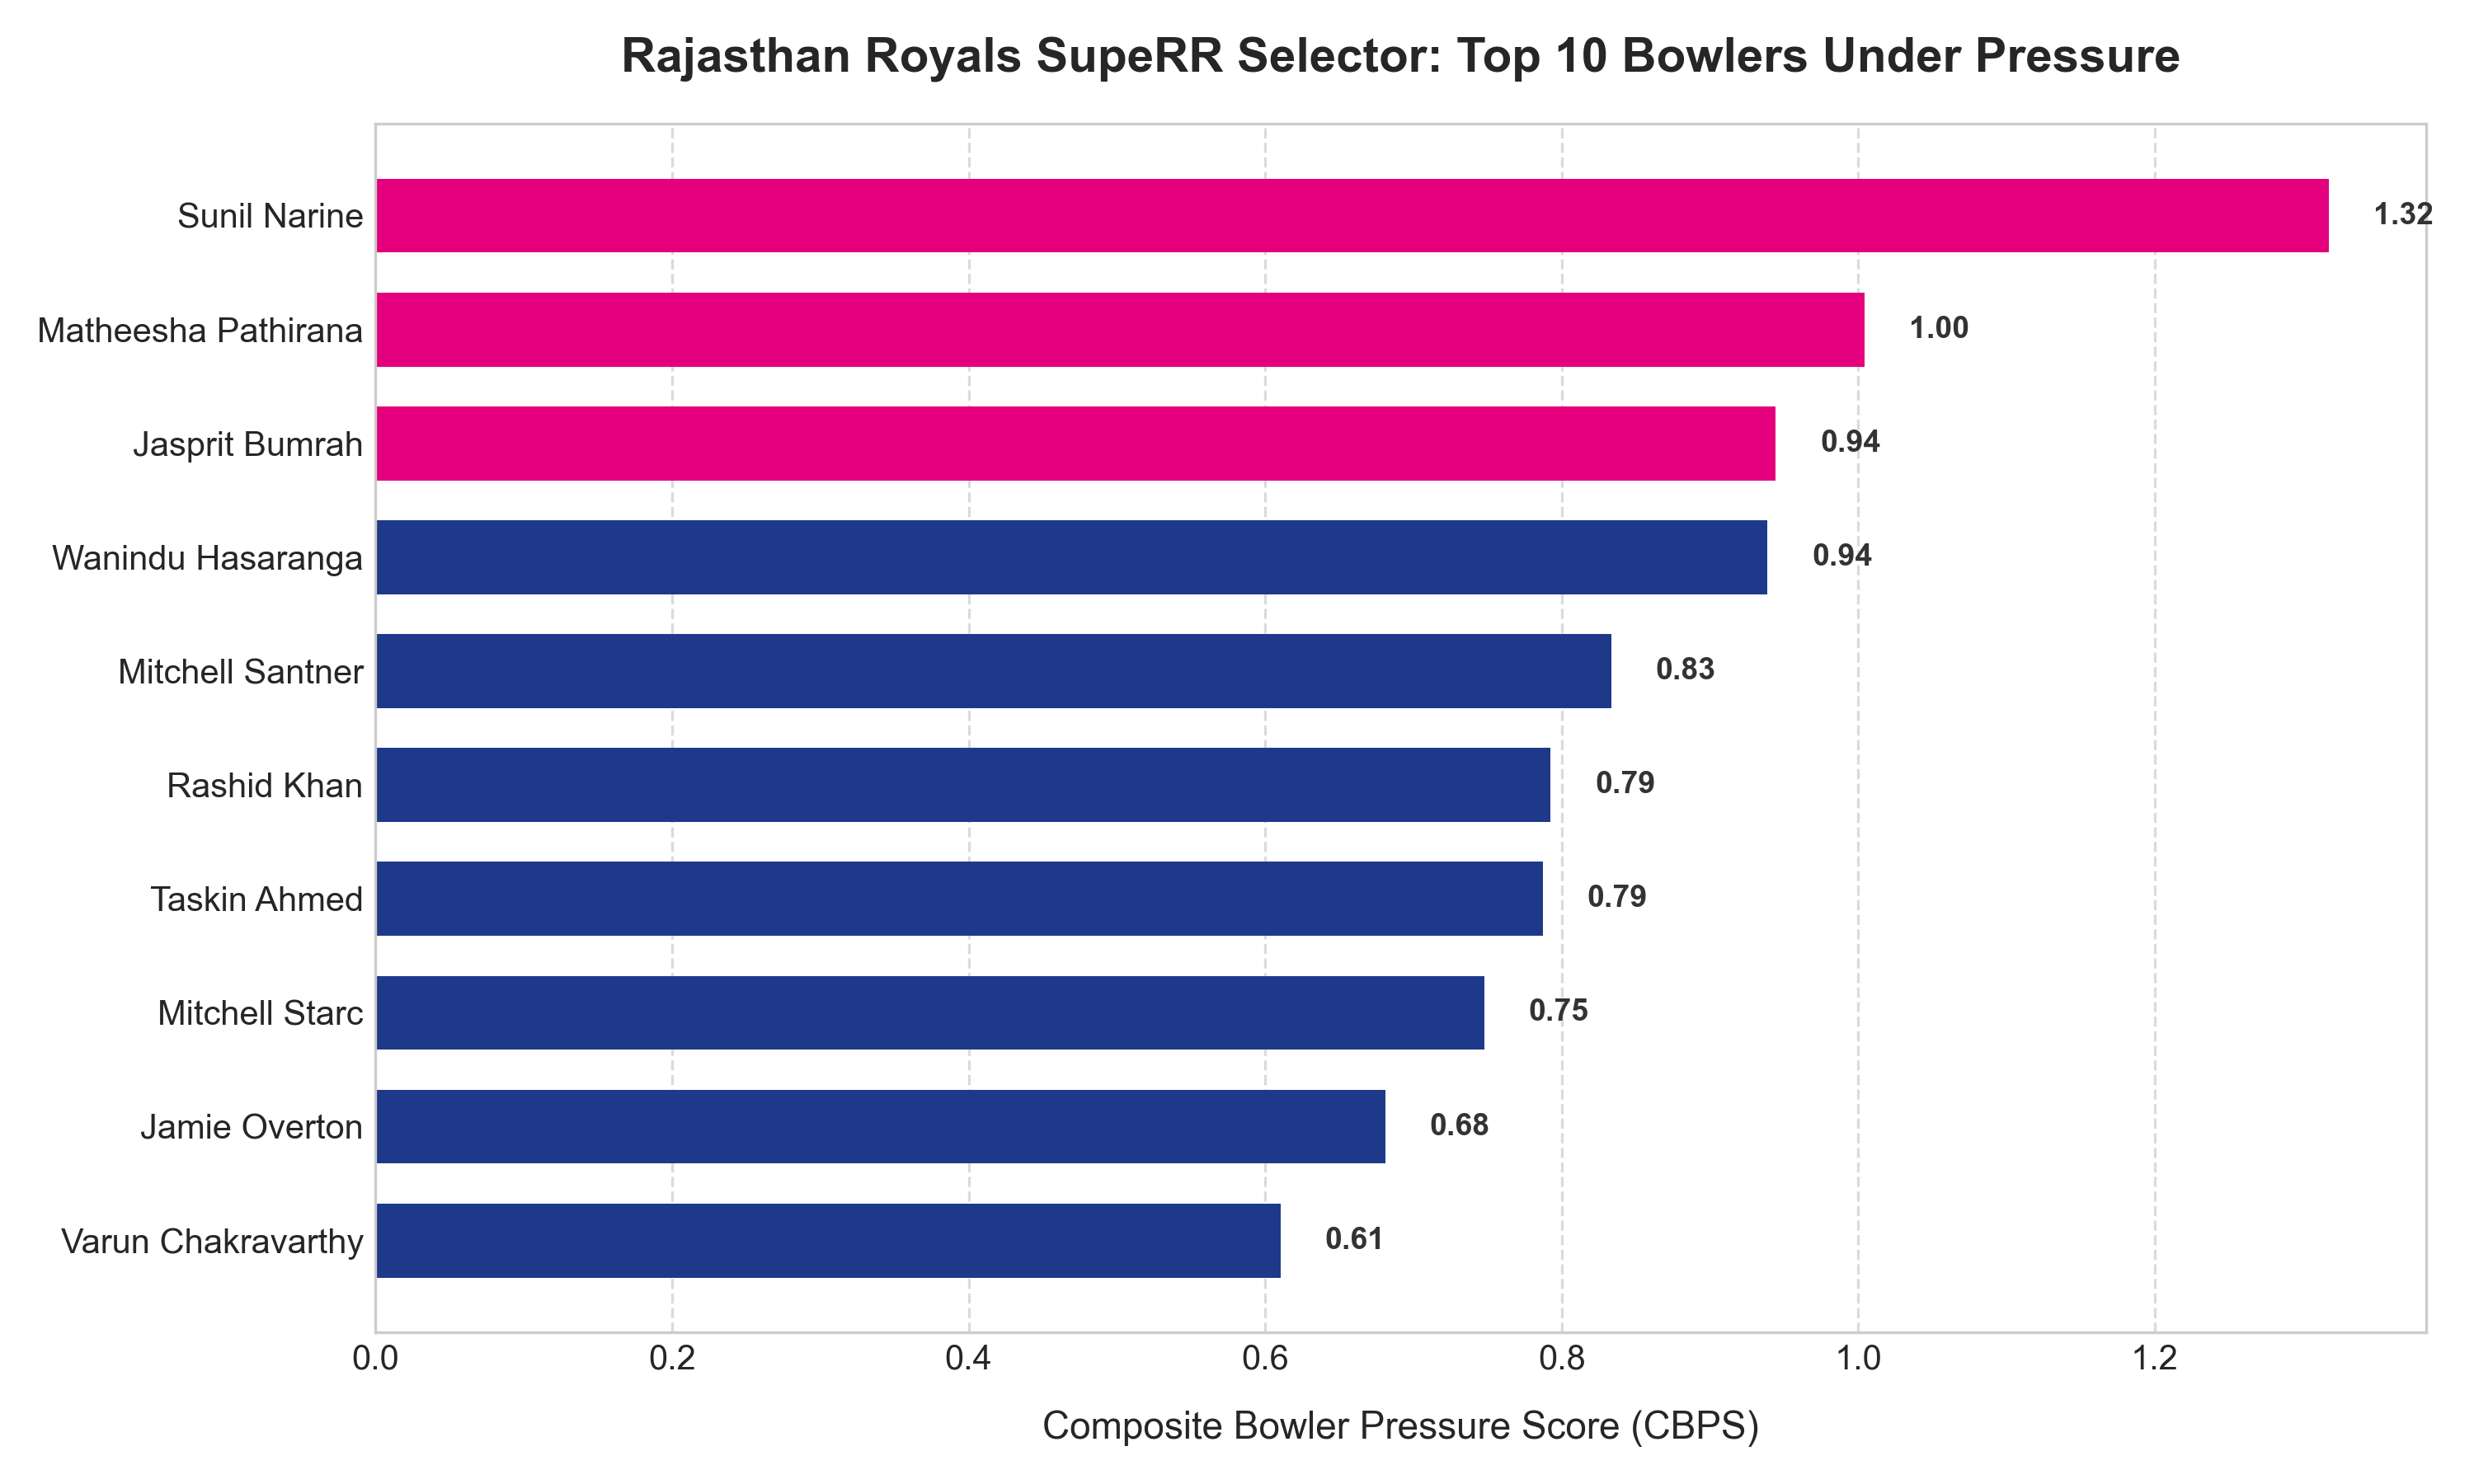 Rajasthan Royals SupeRR Selector: Top 10 Bowlers Under Pressure
Sunil Narine 1.32
Matheesha Pathirana 1.00
Jasprit Bumrah 0.94
Wanindu Hasaranga 0.94
Mitchell Santner 0.83
Rashid Khan 0.79
Taskin Ahmed 0.79
Mitchell Starc 0.75
Jamie Overton 0.68
Varun Chakravarthy 0.61
0.0 0.2 0.4 0.6 0.8 1.0 1.2
Composite Bowler Pressure Score (CBPS)